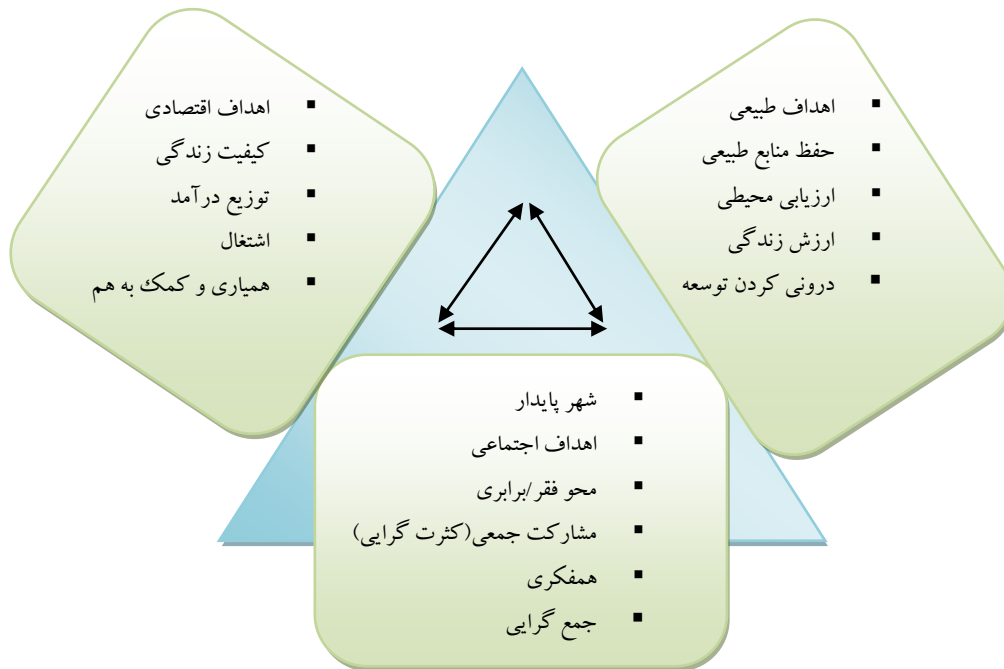 ▪ اهداف طبیعی
▪ حفظ منابع طبیعی
▪ ارزیابی محیطی
▪ ارزش زندگی
▪ درونی کردن توسعه
▪ اهداف اقتصادی
▪ کیفیت زندگی
▪ توزیع درآمد
▪ اشتغال
▪ همیاری و کمک به هم
▪ شهر پایدار
▪ اهداف اجتماعی
▪ محو فقر/برابری
▪ مشارکت جمعی(کثرت گرایی)
▪ همفکری
▪ جمع گرایی